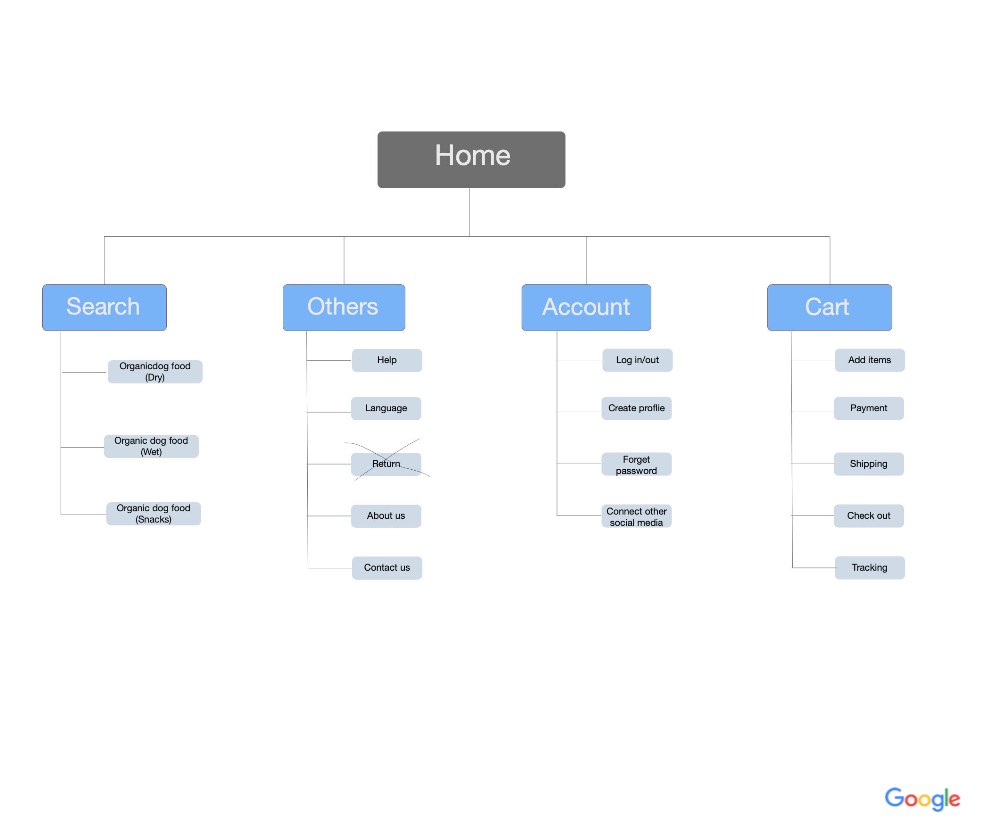 Home
Search
Others
Account
Cart
Organicdog food
(Dry)
Organic dog food
(Wet)
Organic dog food
(Snacks)
Help
Language
Return
About us
Contact us
Log in/out
Create proflie
Forget
password
Connect other
social media
Add items
Payment
Shipping
Check out
Tracking
Google